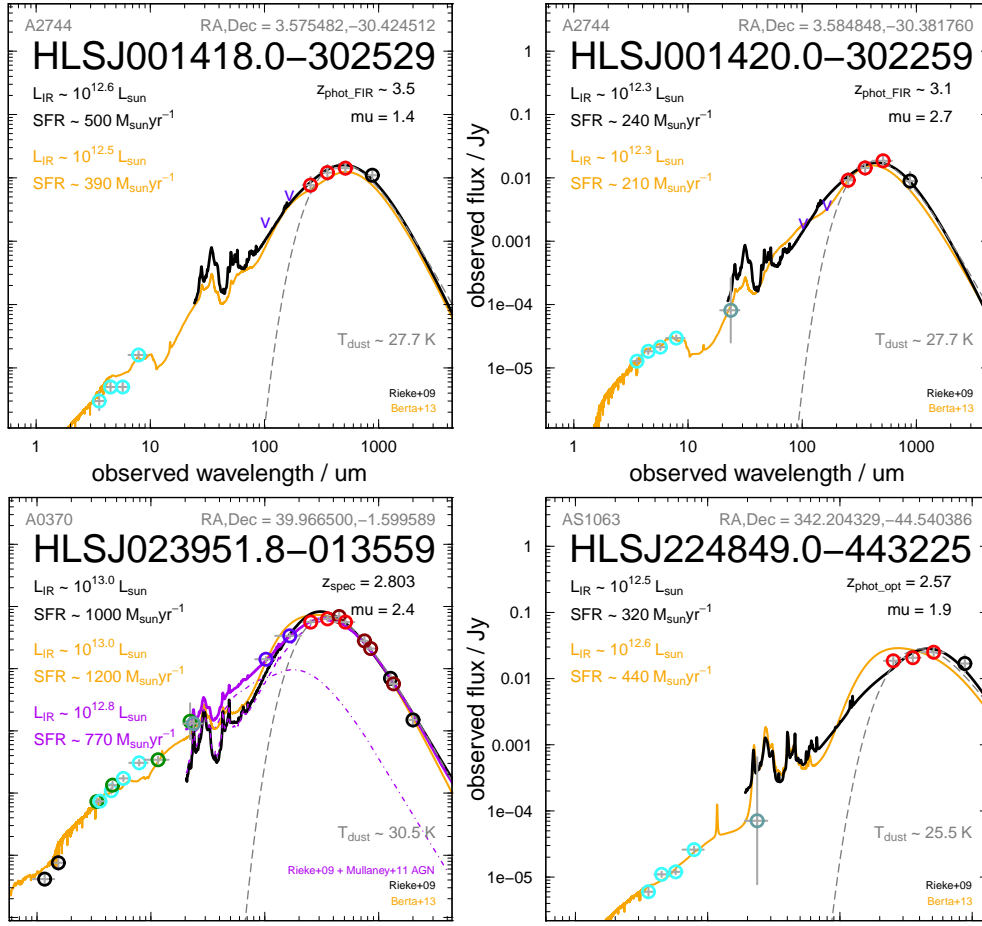 A2744 RA,Dec = 3.575482,−30.424512
HLSJ001418.0−302529
L_IR ~ 10^12.6 L_sun z_phot_FIR ~ 3.5
SFR ~ 500 M_sun yr^−1 mu = 1.4
L_IR ~ 10^12.5 L_sun
SFR ~ 390 M_sun yr^−1
v
v
T_dust ~ 27.7 K
Rieke+09
Berta+13
1 10 100 1000
observed wavelength / um
A2744 RA,Dec = 3.584848,−30.381760
HLSJ001420.0−302259
L_IR ~ 10^12.3 L_sun z_phot_FIR ~ 3.1
SFR ~ 240 M_sun yr^−1 mu = 2.7
L_IR ~ 10^12.3 L_sun
SFR ~ 210 M_sun yr^−1
v
v
T_dust ~ 27.7 K
Rieke+09
Berta+13
1
0.1
0.01
0.001
1e−04
1e−05
observed flux / Jy
1 10 100 1000
observed wavelength / um
A0370 RA,Dec = 39.966500,−1.599589
HLSJ023951.8−013559
L_IR ~ 10^13.0 L_sun z_spec = 2.803
SFR ~ 1000 M_sun yr^−1 mu = 2.4
L_IR ~ 10^13.0 L_sun
SFR ~ 1200 M_sun yr^−1
L_IR ~ 10^12.8 L_sun
SFR ~ 770 M_sun yr^−1
T_dust ~ 30.5 K
Rieke+09 + Mullaney+11 AGN
Rieke+09
Berta+13
AS1063 RA,Dec = 342.204329,−44.540386
HLSJ224849.0−443225
L_IR ~ 10^12.5 L_sun z_phot_opt = 2.57
SFR ~ 320 M_sun yr^−1 mu = 1.9
L_IR ~ 10^12.6 L_sun
SFR ~ 440 M_sun yr^−1
T_dust ~ 25.5 K
Rieke+09
Berta+13
1
0.1
0.01
0.001
1e−04
1e−05
observed flux / Jy